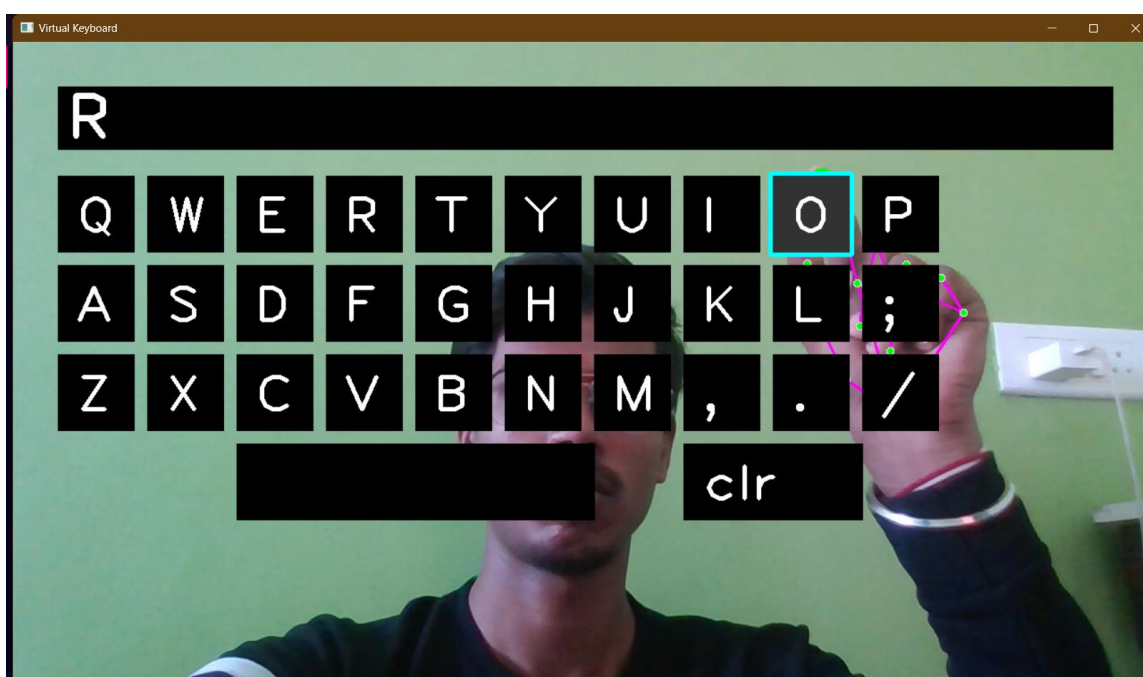 Virtual Keyboard
R
Q W E R T Y U I O P
A S D F G H J K L ;
Z X C V B N M , . /
clr